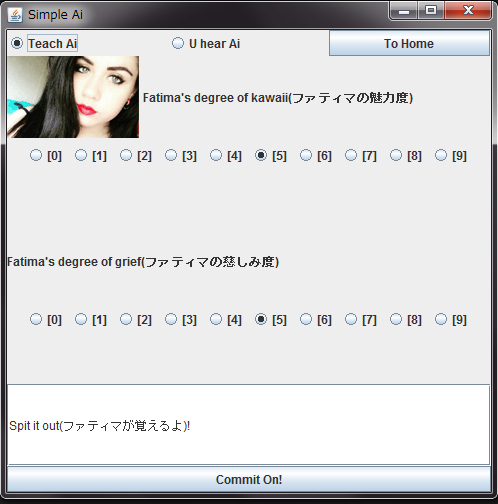 Simple Ai
Teach Ai U hear Ai To Home
Fatima's degree of kawaii(ファティマの魅力度)
[0] [1] [2] [3] [4] [5] [6] [7] [8] [9]
Fatima's degree of grief(ファティマの慈しみ度)
[0] [1] [2] [3] [4] [5] [6] [7] [8] [9]
Spit it out(ファティマが覚えるよ)!
Commit On!